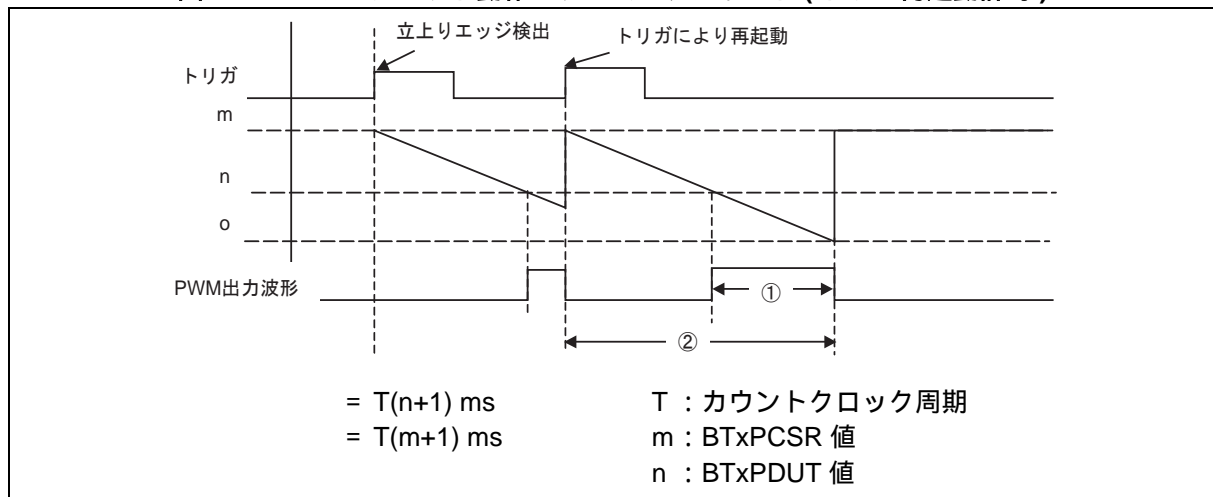 立上りエッジ検出
トリガにより再起動
トリガ
m
n
o
PWM出力波形
①
②
= T(n+1) ms
T ：カウントクロック周期
= T(m+1) ms
m：BTxPCSR 値
n ：BTxPDUT 値